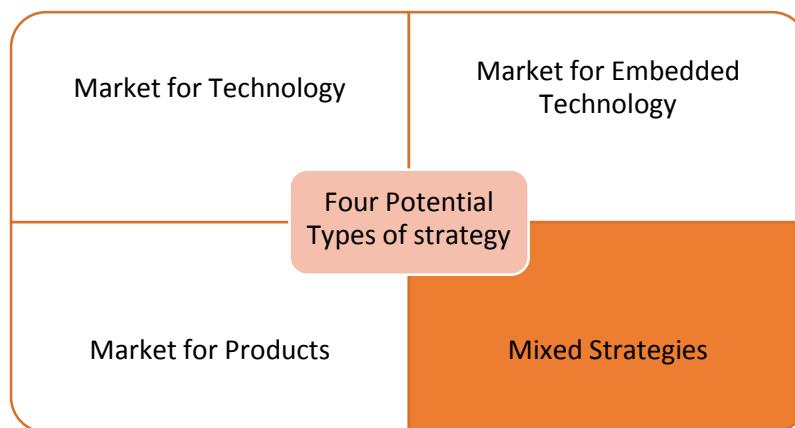 Market for Technology
Market for Embedded
Technology
Four Potential
Types of strategy
Market for Products
Mixed Strategies